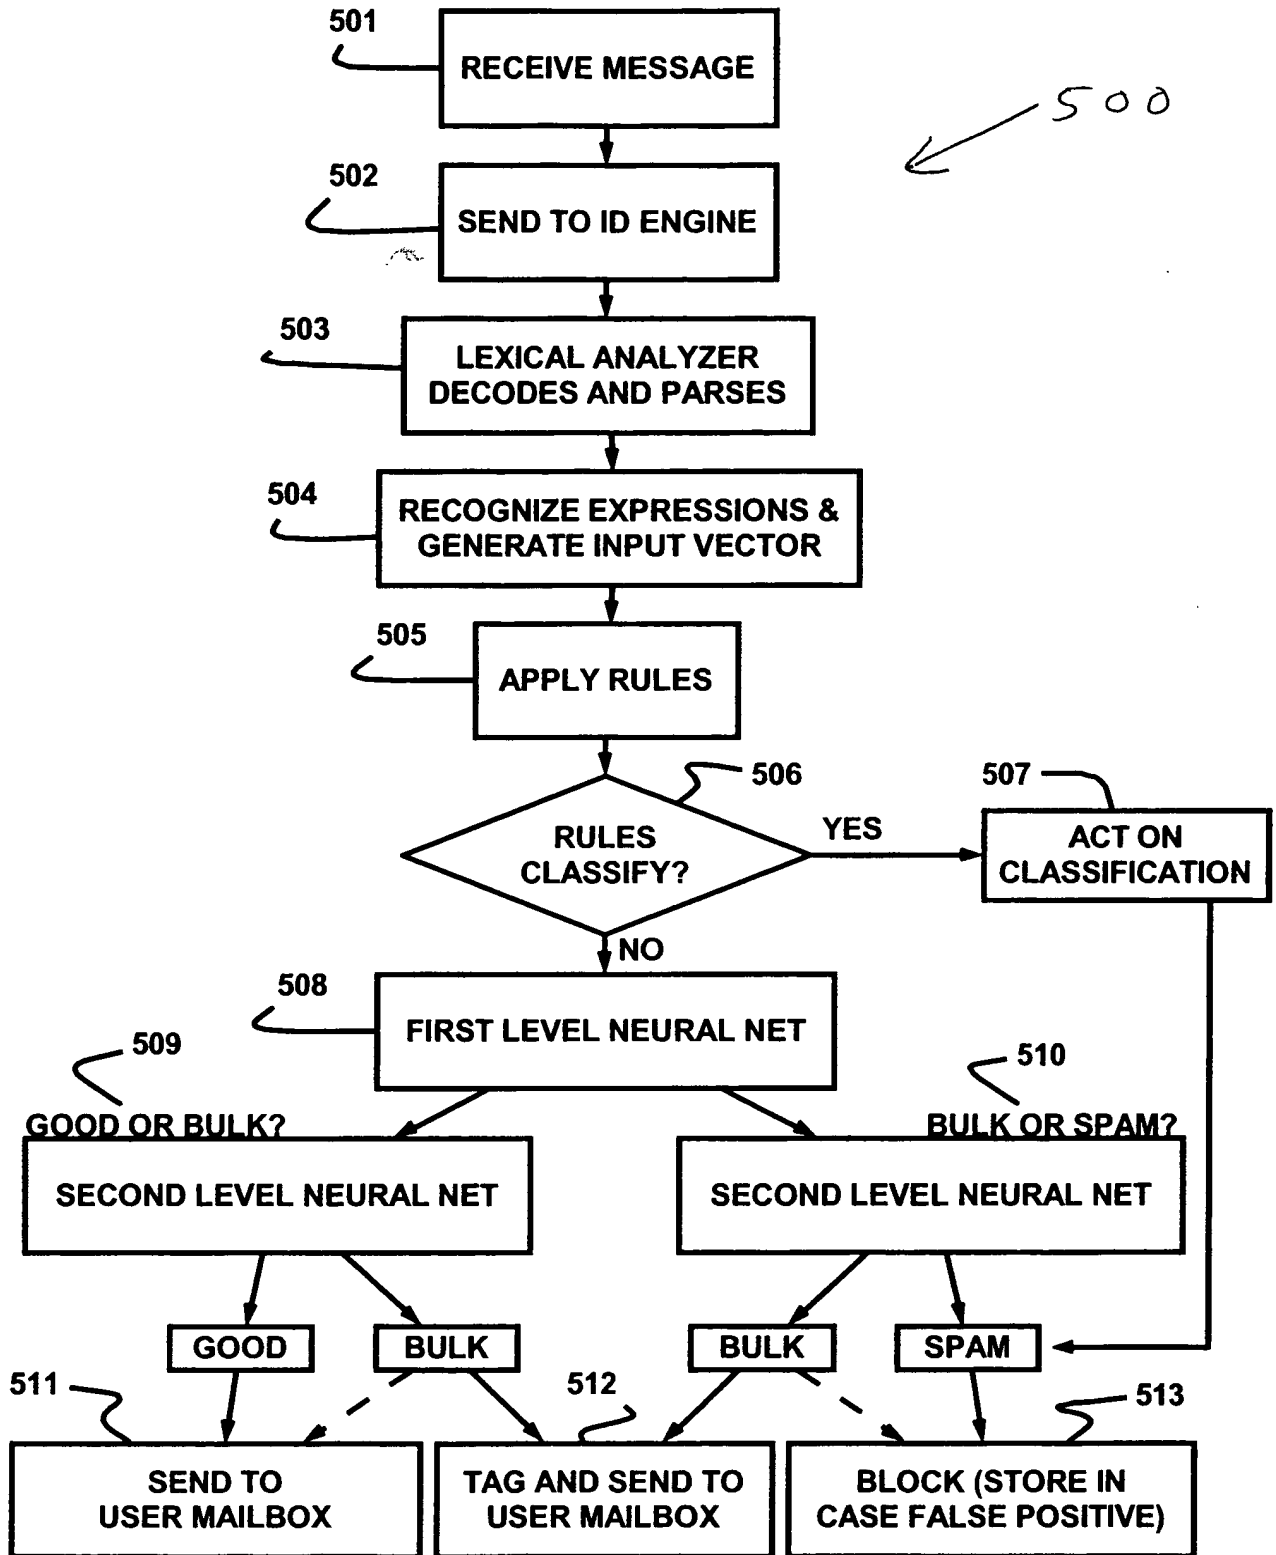 501
RECEIVE MESSAGE
500
502
SEND TO ID ENGINE
503
LEXICAL ANALYZER
DECODES AND PARSES
504
RECOGNIZE EXPRESSIONS &
GENERATE INPUT VECTOR
505
APPLY RULES
506
507
RULES
CLASSIFY?
YES
ACT ON
CLASSIFICATION
NO
508
FIRST LEVEL NEURAL NET
509
510
GOOD OR BULK?
BULK OR SPAM?
SECOND LEVEL NEURAL NET
SECOND LEVEL NEURAL NET
GOOD
BULK
BULK
SPAM
511
512
513
SEND TO
USER MAILBOX
TAG AND SEND TO
USER MAILBOX
BLOCK (STORE IN
CASE FALSE POSITIVE)